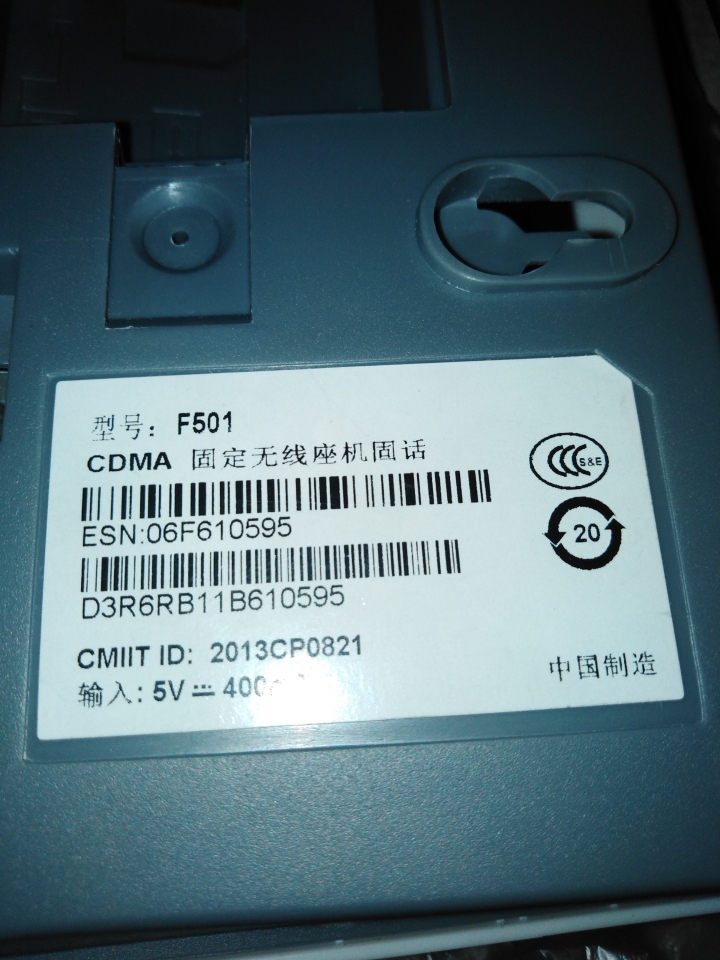 型号: F501
CDMA 固定无线座机固话
S&E
ESN:06F610595
20
D3R6RB11B610595
CMIIT ID: 2013CP0821
输入: 5V ⎓ 400
中国制造